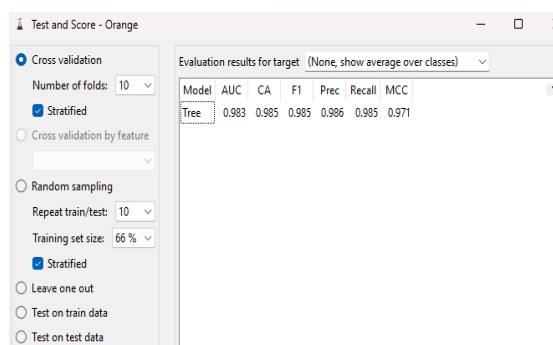 Test and Score - Orange
Cross validation
Number of folds: 10
Stratified
Cross validation by feature
Random sampling
Repeat train/test: 10
Training set size: 66 %
Stratified
Leave one out
Test on train data
Test on test data
Evaluation results for target (None, show average over classes)
Model AUC CA F1 Prec Recall MCC
Tree 0.983 0.985 0.985 0.986 0.985 0.971